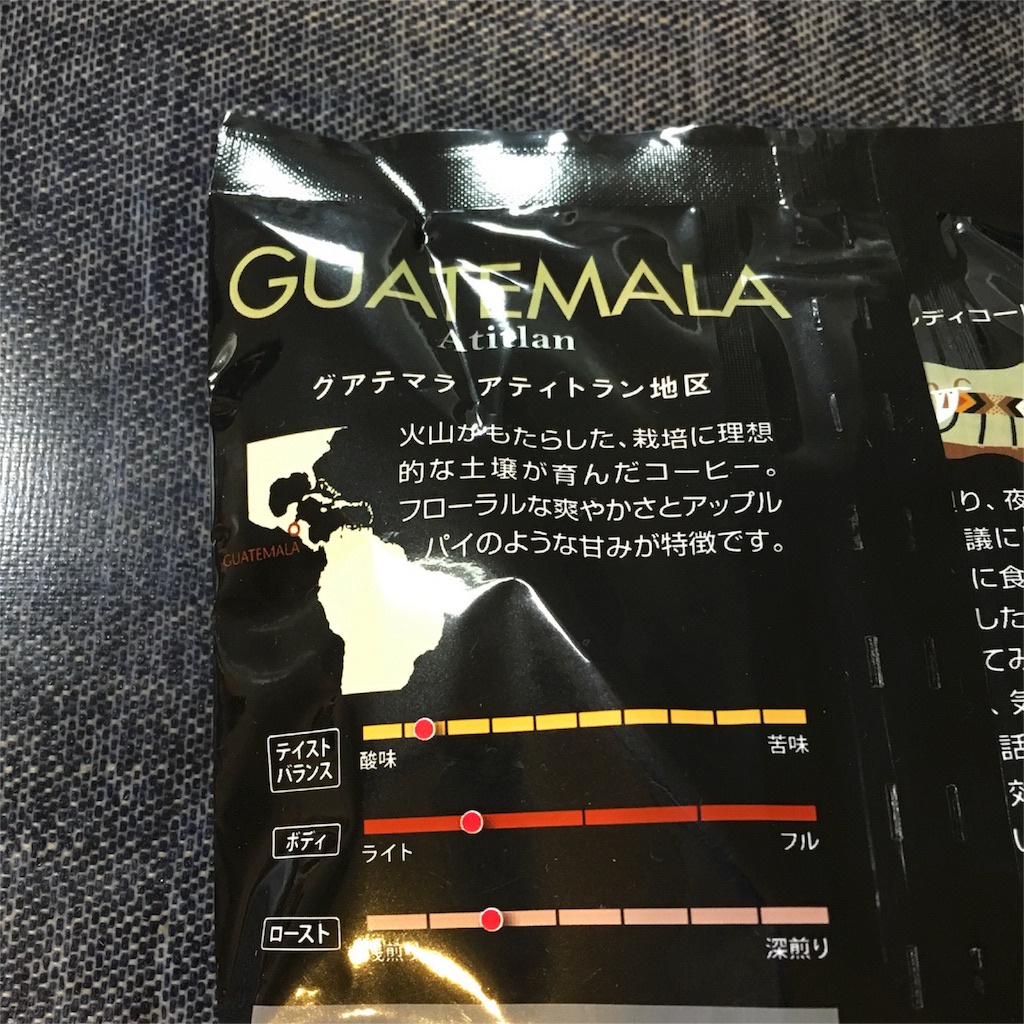 GUATEMALA
Atitlan
グアテマラ アティトラン地区
火山がもたらした、栽培に理想
的な土壌が育んだコーヒー。
フローラルな爽やかさとアップル
パイのような甘みが特徴です。
GUATEMALA
テイスト
バランス
酸味
苦味
ボディ
ライト
フル
ロースト
浅煎り
深煎り
ディコー
り、夜
議に
に食
した
てみ
、気
話